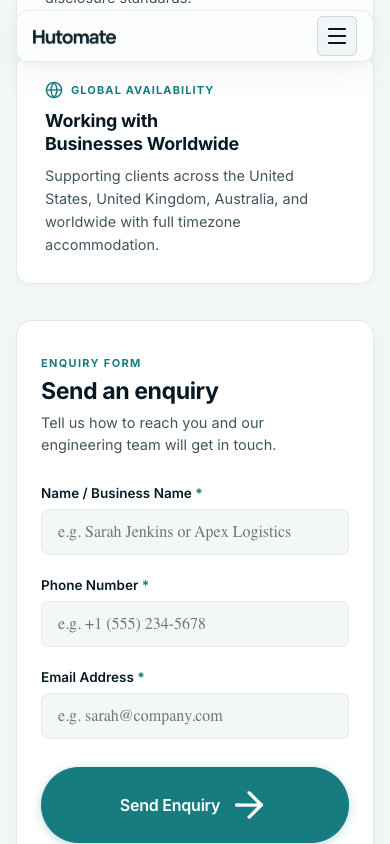 Hutomate
GLOBAL AVAILABILITY
Working with
Businesses Worldwide
Supporting clients across the United
States, United Kingdom, Australia, and
worldwide with full timezone
accommodation.
ENQUIRY FORM
Send an enquiry
Tell us how to reach you and our
engineering team will get in touch.
Name / Business Name *
e.g. Sarah Jenkins or Apex Logistics
Phone Number *
e.g. +1 (555) 234-5678
Email Address *
e.g. sarah@company.com
Send Enquiry